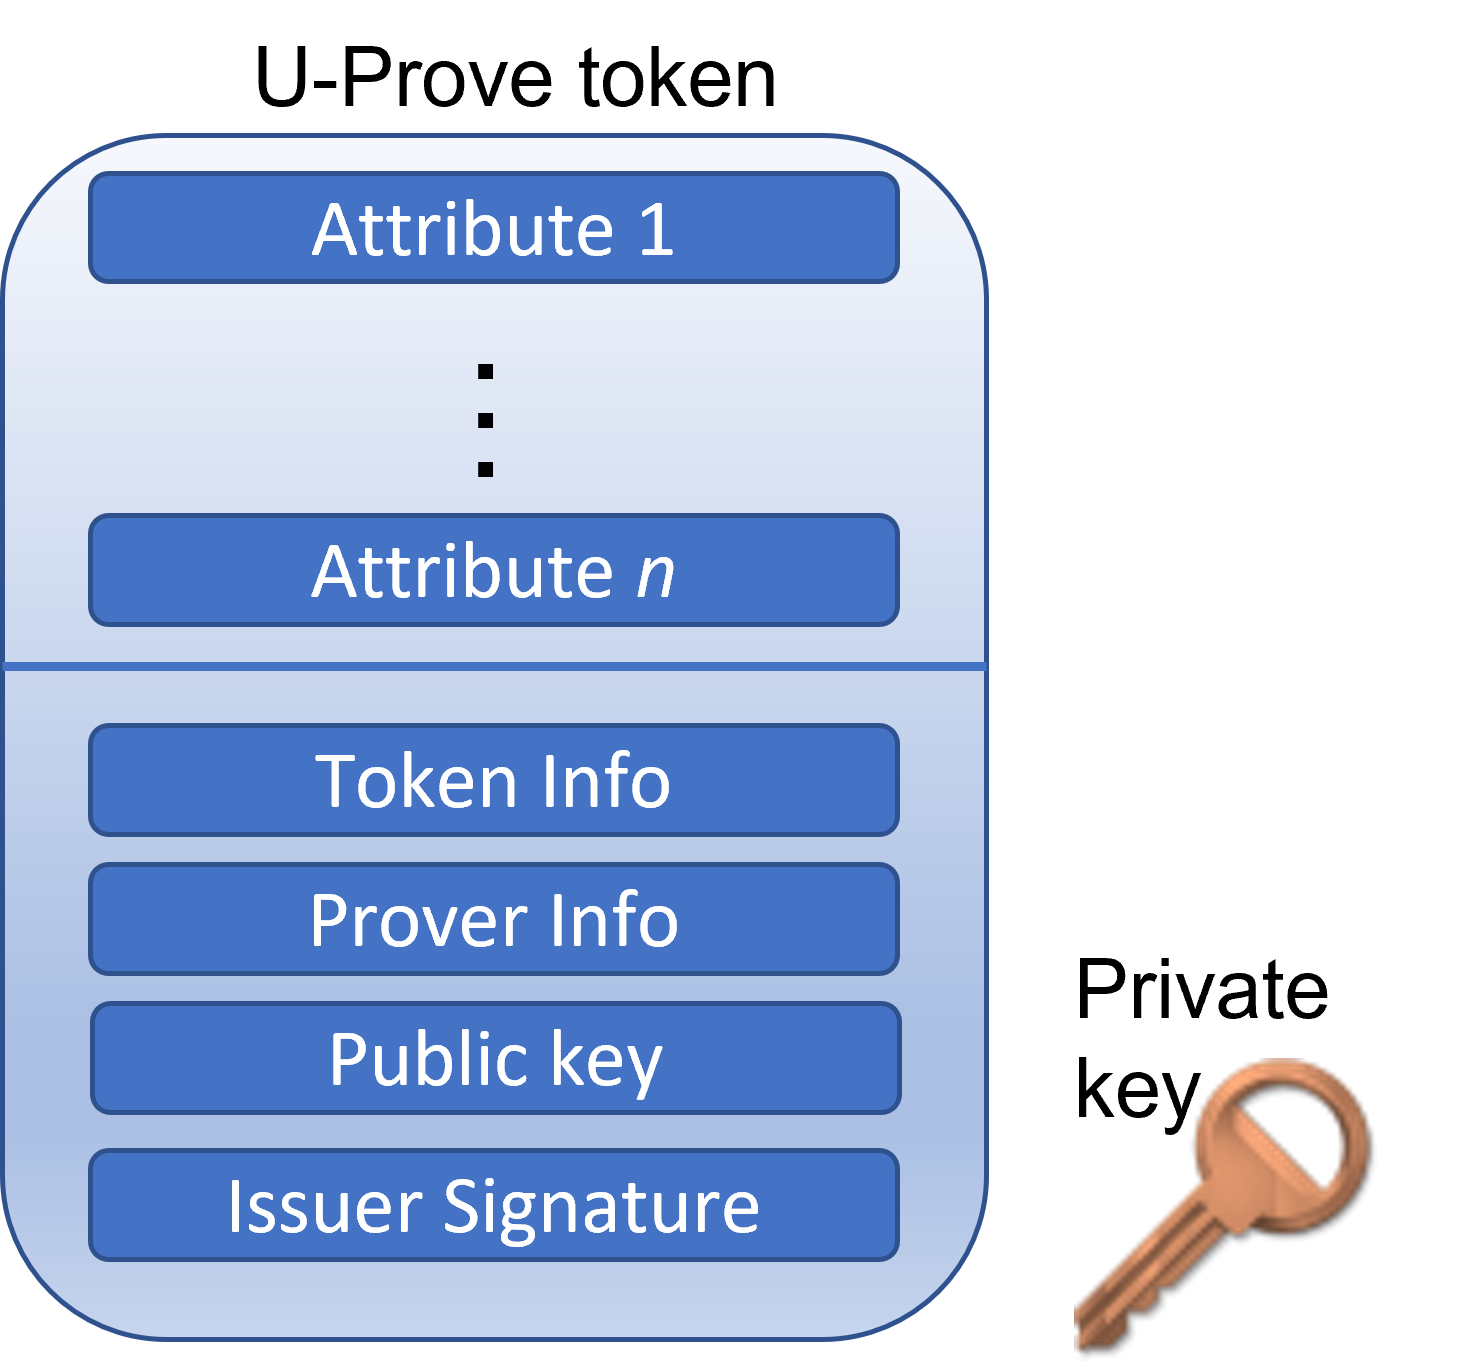 U-Prove token
Attribute 1
Attribute n
Token Info
Prover Info
Public key
Issuer Signature
Private
key